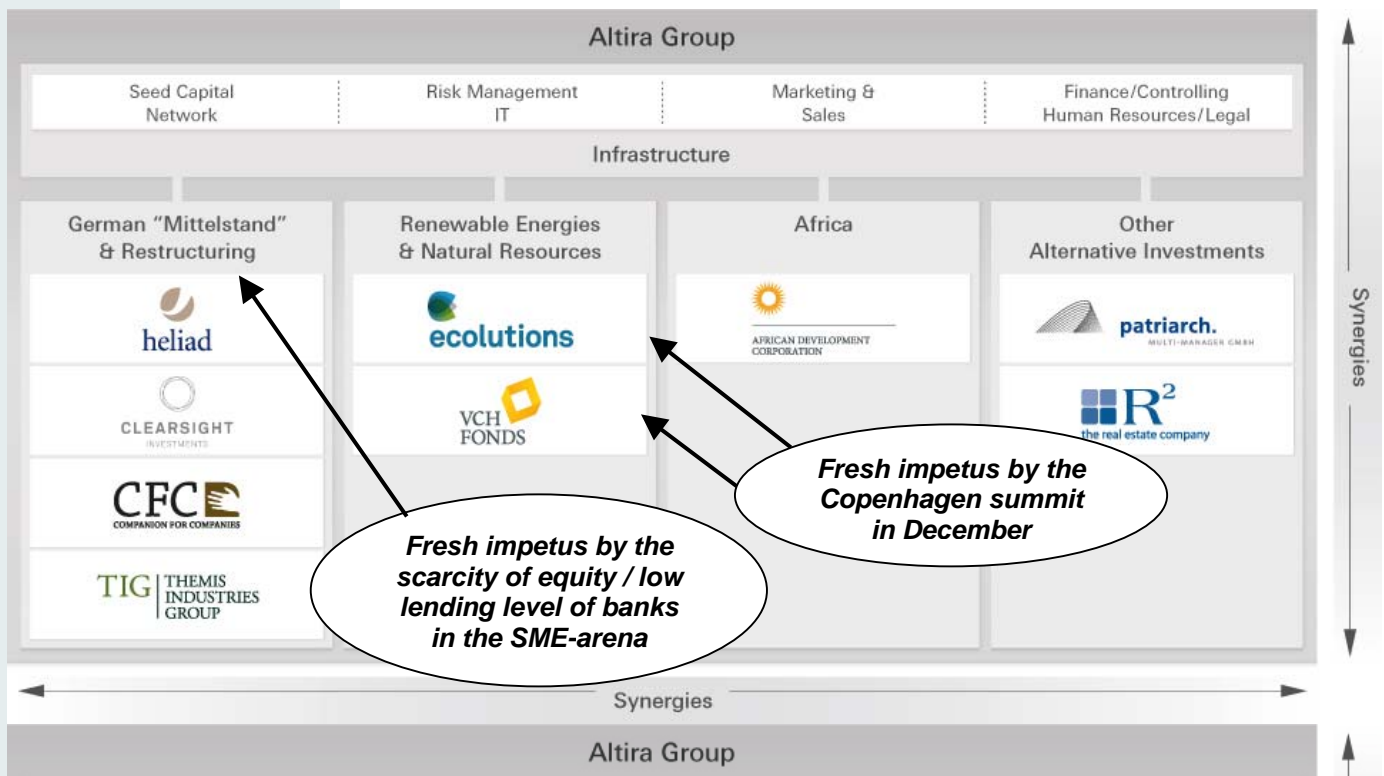 Altira Group
Seed Capital
Network
Risk Management
IT
Marketing &
Sales
Finance/Controlling
Human Resources/Legal
Infrastructure
German "Mittelstand"
& Restructuring
heliad
CLEARSIGHT
INVESTMENTS
CFC
COMPANION FOR COMPANIES
TIG
THEMIS
INDUSTRIES
GROUP
Renewable Energies
& Natural Resources
ecolutions
VCH
FONDS
Africa
AFRICAN DEVELOPMENT
CORPORATION
Other
Alternative Investments
patriarch.
MULTI-MANAGER GMBH
R²
the real estate company
Fresh impetus by the
Copenhagen summit
in December
Fresh impetus by the
scarcity of equity / low
lending level of banks
in the SME-arena
Synergies
Synergies
Altira Group